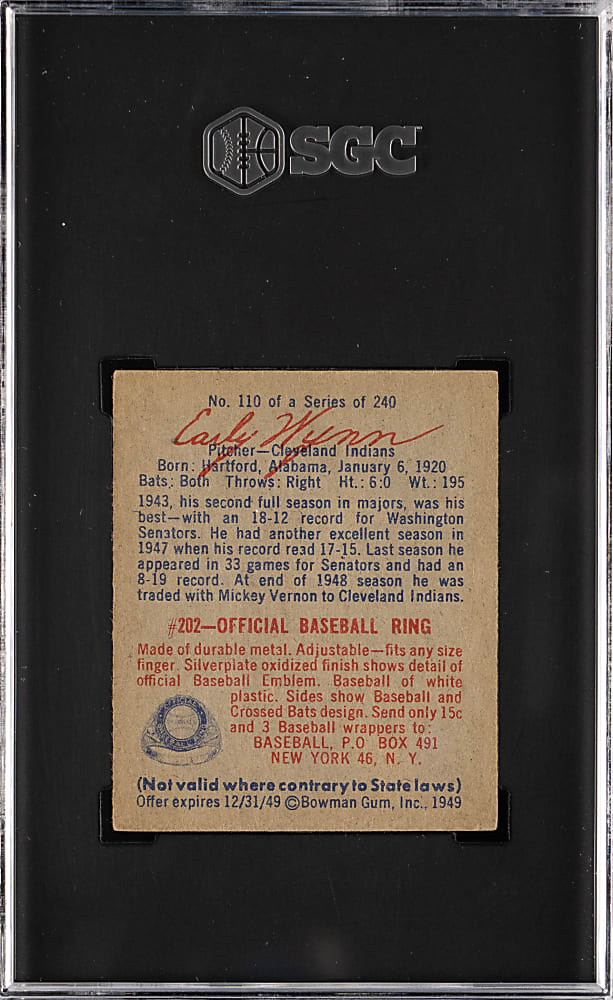 SGC
No. 110 of a Series of 240
Early Wynn
Pitcher—Cleveland Indians
Born: Hartford, Alabama, January 6, 1920
Bats: Both Throws: Right Ht.: 6:0 Wt.: 195
1943, his second full season in majors, was his
best—with an 18-12 record for Washington
Senators. He had another excellent season in
1947 when his record read 17-15. Last season he
appeared in 33 games for Senators and had an
8-19 record. At end of 1948 season he was
traded with Mickey Vernon to Cleveland Indians.
#202—OFFICIAL BASEBALL RING
Made of durable metal. Adjustable—fits any size
finger. Silverplate oxidized finish shows detail of
official Baseball Emblem. Baseball of white
plastic. Sides show Baseball and
Crossed Bats design. Send only 15c
and 3 Baseball wrappers to:
BASEBALL, P.O BOX 491
NEW YORK 46, N. Y.
OFFICIAL
BASEBALL RING
(Not valid where contrary to State laws)
Offer expires 12/31/49 ©Bowman Gum, Inc., 1949